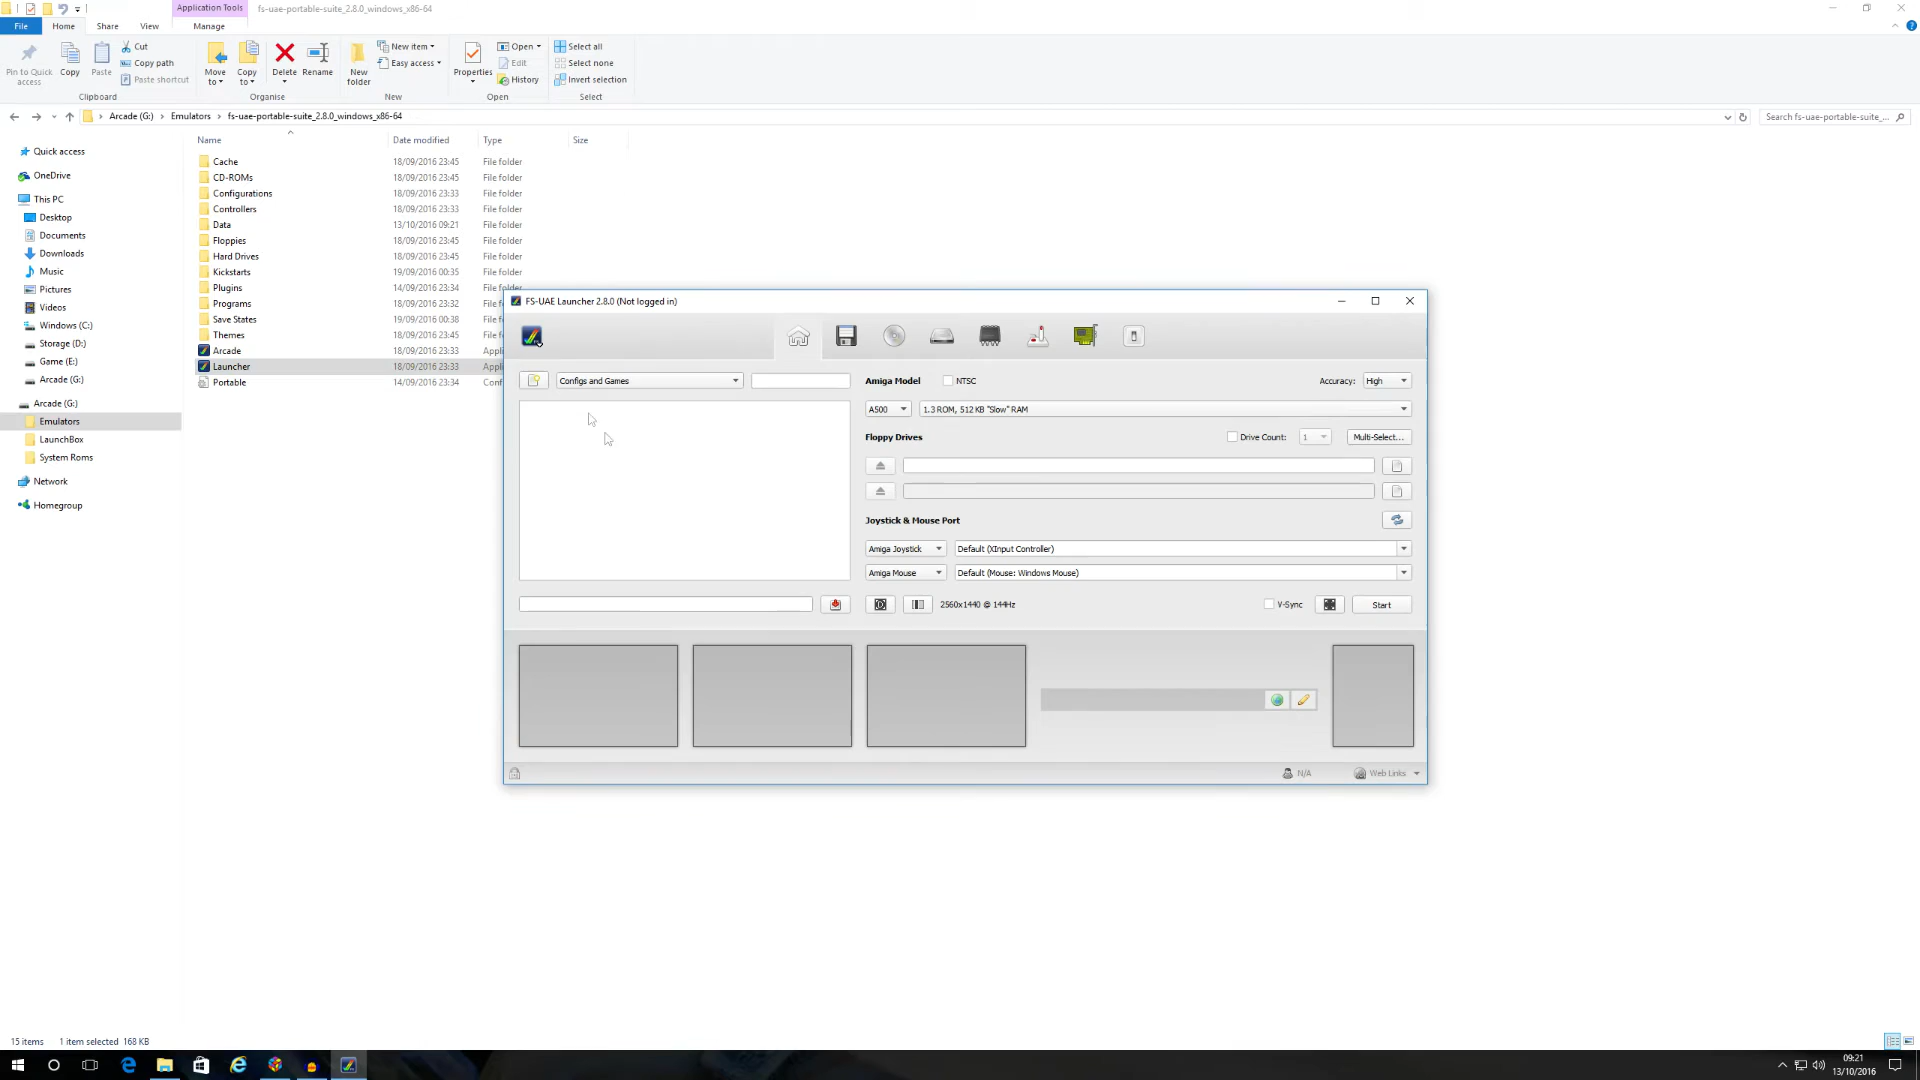 Application Tools
fs-uae-portable-suite_2.8.0_windows_x86-64
File
Home
Share
View
Manage
Pin to Quick access
Copy
Paste
Cut
Copy path
Paste shortcut
Clipboard
Move to
Copy to
Delete
Rename
Organise
New folder
New item
Easy access
New
Properties
Open
Edit
History
Open
Select all
Select none
Invert selection
Select
Arcade (G:) > Emulators > fs-uae-portable-suite_2.8.0_windows_x86-64
Search fs-uae-portable-suite_...
Name Date modified Type Size
Quick access
OneDrive
This PC
Desktop
Documents
Downloads
Music
Pictures
Videos
Windows (C:)
Storage (D:)
Game (E:)
Arcade (G:)
Arcade (G:)
Emulators
LaunchBox
System Roms
Network
Homegroup
Cache 18/09/2016 23:45 File folder
CD-ROMs 18/09/2016 23:45 File folder
Configurations 18/09/2016 23:33 File folder
Controllers 18/09/2016 23:33 File folder
Data 13/10/2016 09:21 File folder
Floppies 18/09/2016 23:45 File folder
Hard Drives 18/09/2016 23:45 File folder
Kickstarts 19/09/2016 00:35 File folder
Plugins 14/09/2016 23:34 File f
Programs 18/09/2016 23:32 File f
Save States 19/09/2016 00:38 File f
Themes 18/09/2016 23:45 File f
Arcade 18/09/2016 23:33 Appli
Launcher 18/09/2016 23:33 Appli
Portable 14/09/2016 23:34 Conf
FS-UAE Launcher 2.8.0 (Not logged in)
Configs and Games
Amiga Model
NTSC
Accuracy: High
A500
1.3 ROM, 512 KB "Slow" RAM
Floppy Drives
Drive Count: 1
Multi-Select...
Joystick & Mouse Port
Amiga Joystick
Default (XInput Controller)
Amiga Mouse
Default (Mouse: Windows Mouse)
2560x1440 @ 144Hz
V-Sync
Start
N/A
Web Links
15 items 1 item selected 168 KB
09:21
13/10/2016